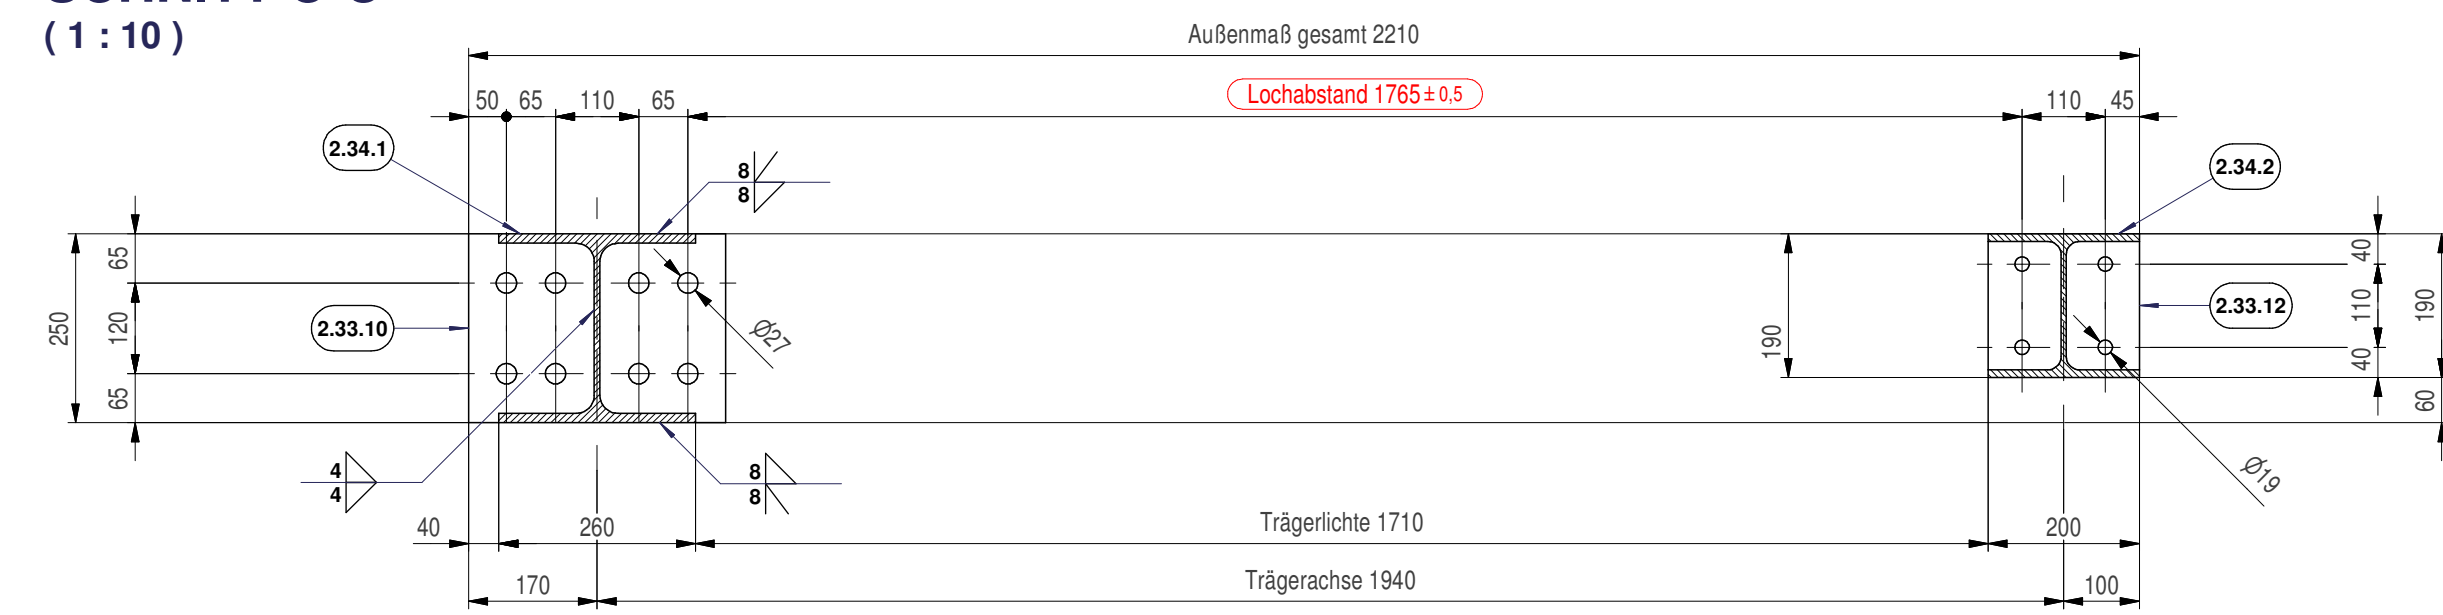 ( 1 : 10 )
Außenmaß gesamt 2210
Lochabstand 1765 ± 0,5
50 65 110 65 110 45
2.34.1
8
8
2.34.2
65
120
65
250
2.33.10
Ø27
190
40
110
40
190
60
2.33.12
Ø19
4
4
8
8
40 260 Trägerlichte 1710 200
170 Trägerachse 1940 100